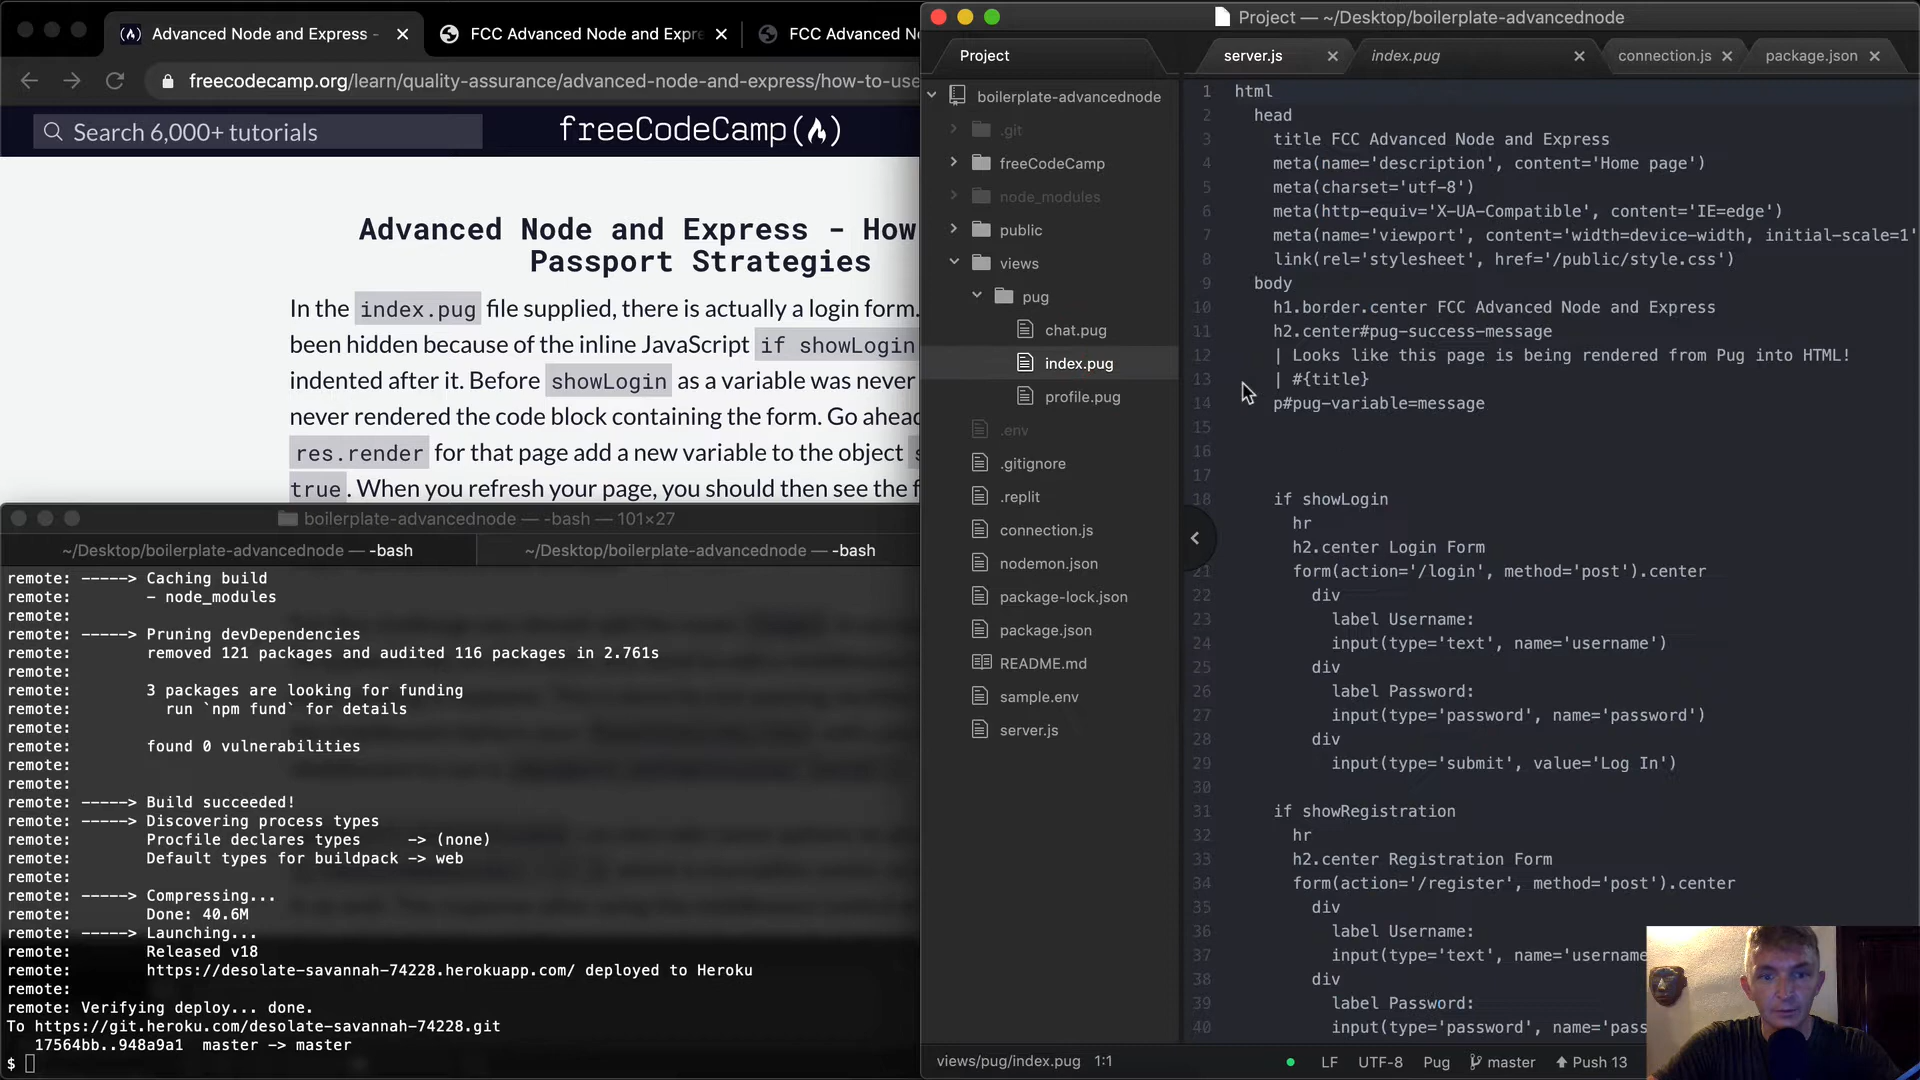 Advanced Node and Express -
FCC Advanced Node and Expre
FCC Advanced N
freecodecamp.org/learn/quality-assurance/advanced-node-and-express/how-to-use
Search 6,000+ tutorials
freeCodeCamp
Advanced Node and Express - How
Passport Strategies
In the index.pug file supplied, there is actually a login form.
been hidden because of the inline JavaScript if showLogin
indented after it. Before showLogin as a variable was never
never rendered the code block containing the form. Go ahead
res.render for that page add a new variable to the object s
true. When you refresh your page, you should then see the f
boilerplate-advancednode — -bash — 101×27
~/Desktop/boilerplate-advancednode — -bash
~/Desktop/boilerplate-advancednode — -bash
remote: -----> Caching build
remote:        - node_modules
remote:
remote: -----> Pruning devDependencies
remote:        removed 121 packages and audited 116 packages in 2.761s
remote:
remote:        3 packages are looking for funding
remote:          run `npm fund` for details
remote:
remote:        found 0 vulnerabilities
remote:
remote:
remote: -----> Build succeeded!
remote: -----> Discovering process types
remote:        Procfile declares types     -> (none)
remote:        Default types for buildpack -> web
remote:
remote: -----> Compressing...
remote:        Done: 40.6M
remote: -----> Launching...
remote:        Released v18
remote:        https://desolate-savannah-74228.herokuapp.com/ deployed to Heroku
remote:
remote: Verifying deploy... done.
To https://git.heroku.com/desolate-savannah-74228.git
   17564bb..948a9a1  master -> master
$
Project — ~/Desktop/boilerplate-advancednode
Project
boilerplate-advancednode
.git
freeCodeCamp
node_modules
public
views
pug
chat.pug
index.pug
profile.pug
.env
.gitignore
.replit
connection.js
nodemon.json
package-lock.json
package.json
README.md
sample.env
server.js
server.js
index.pug
connection.js
package.json
1 html
2   head
3     title FCC Advanced Node and Express
4     meta(name='description', content='Home page')
5     meta(charset='utf-8')
6     meta(http-equiv='X-UA-Compatible', content='IE=edge')
7     meta(name='viewport', content='width=device-width, initial-scale=1'
8     link(rel='stylesheet', href='/public/style.css')
9   body
10     h1.border.center FCC Advanced Node and Express
11     h2.center#pug-success-message
12     | Looks like this page is being rendered from Pug into HTML!
13     | #{title}
14     p#pug-variable=message
15
16
17
18     if showLogin
hr
h2.center Login Form
21       form(action='/login', method='post').center
22         div
23           label Username:
24           input(type='text', name='username')
25         div
26           label Password:
27           input(type='password', name='password')
28         div
29           input(type='submit', value='Log In')
30
31     if showRegistration
32       hr
33       h2.center Registration Form
34       form(action='/register', method='post').center
35         div
36           label Username:
37           input(type='text', name='username
38         div
39           label Password:
40           input(type='password', name='pass
views/pug/index.pug 1:1
LF UTF-8 Pug master Push 13